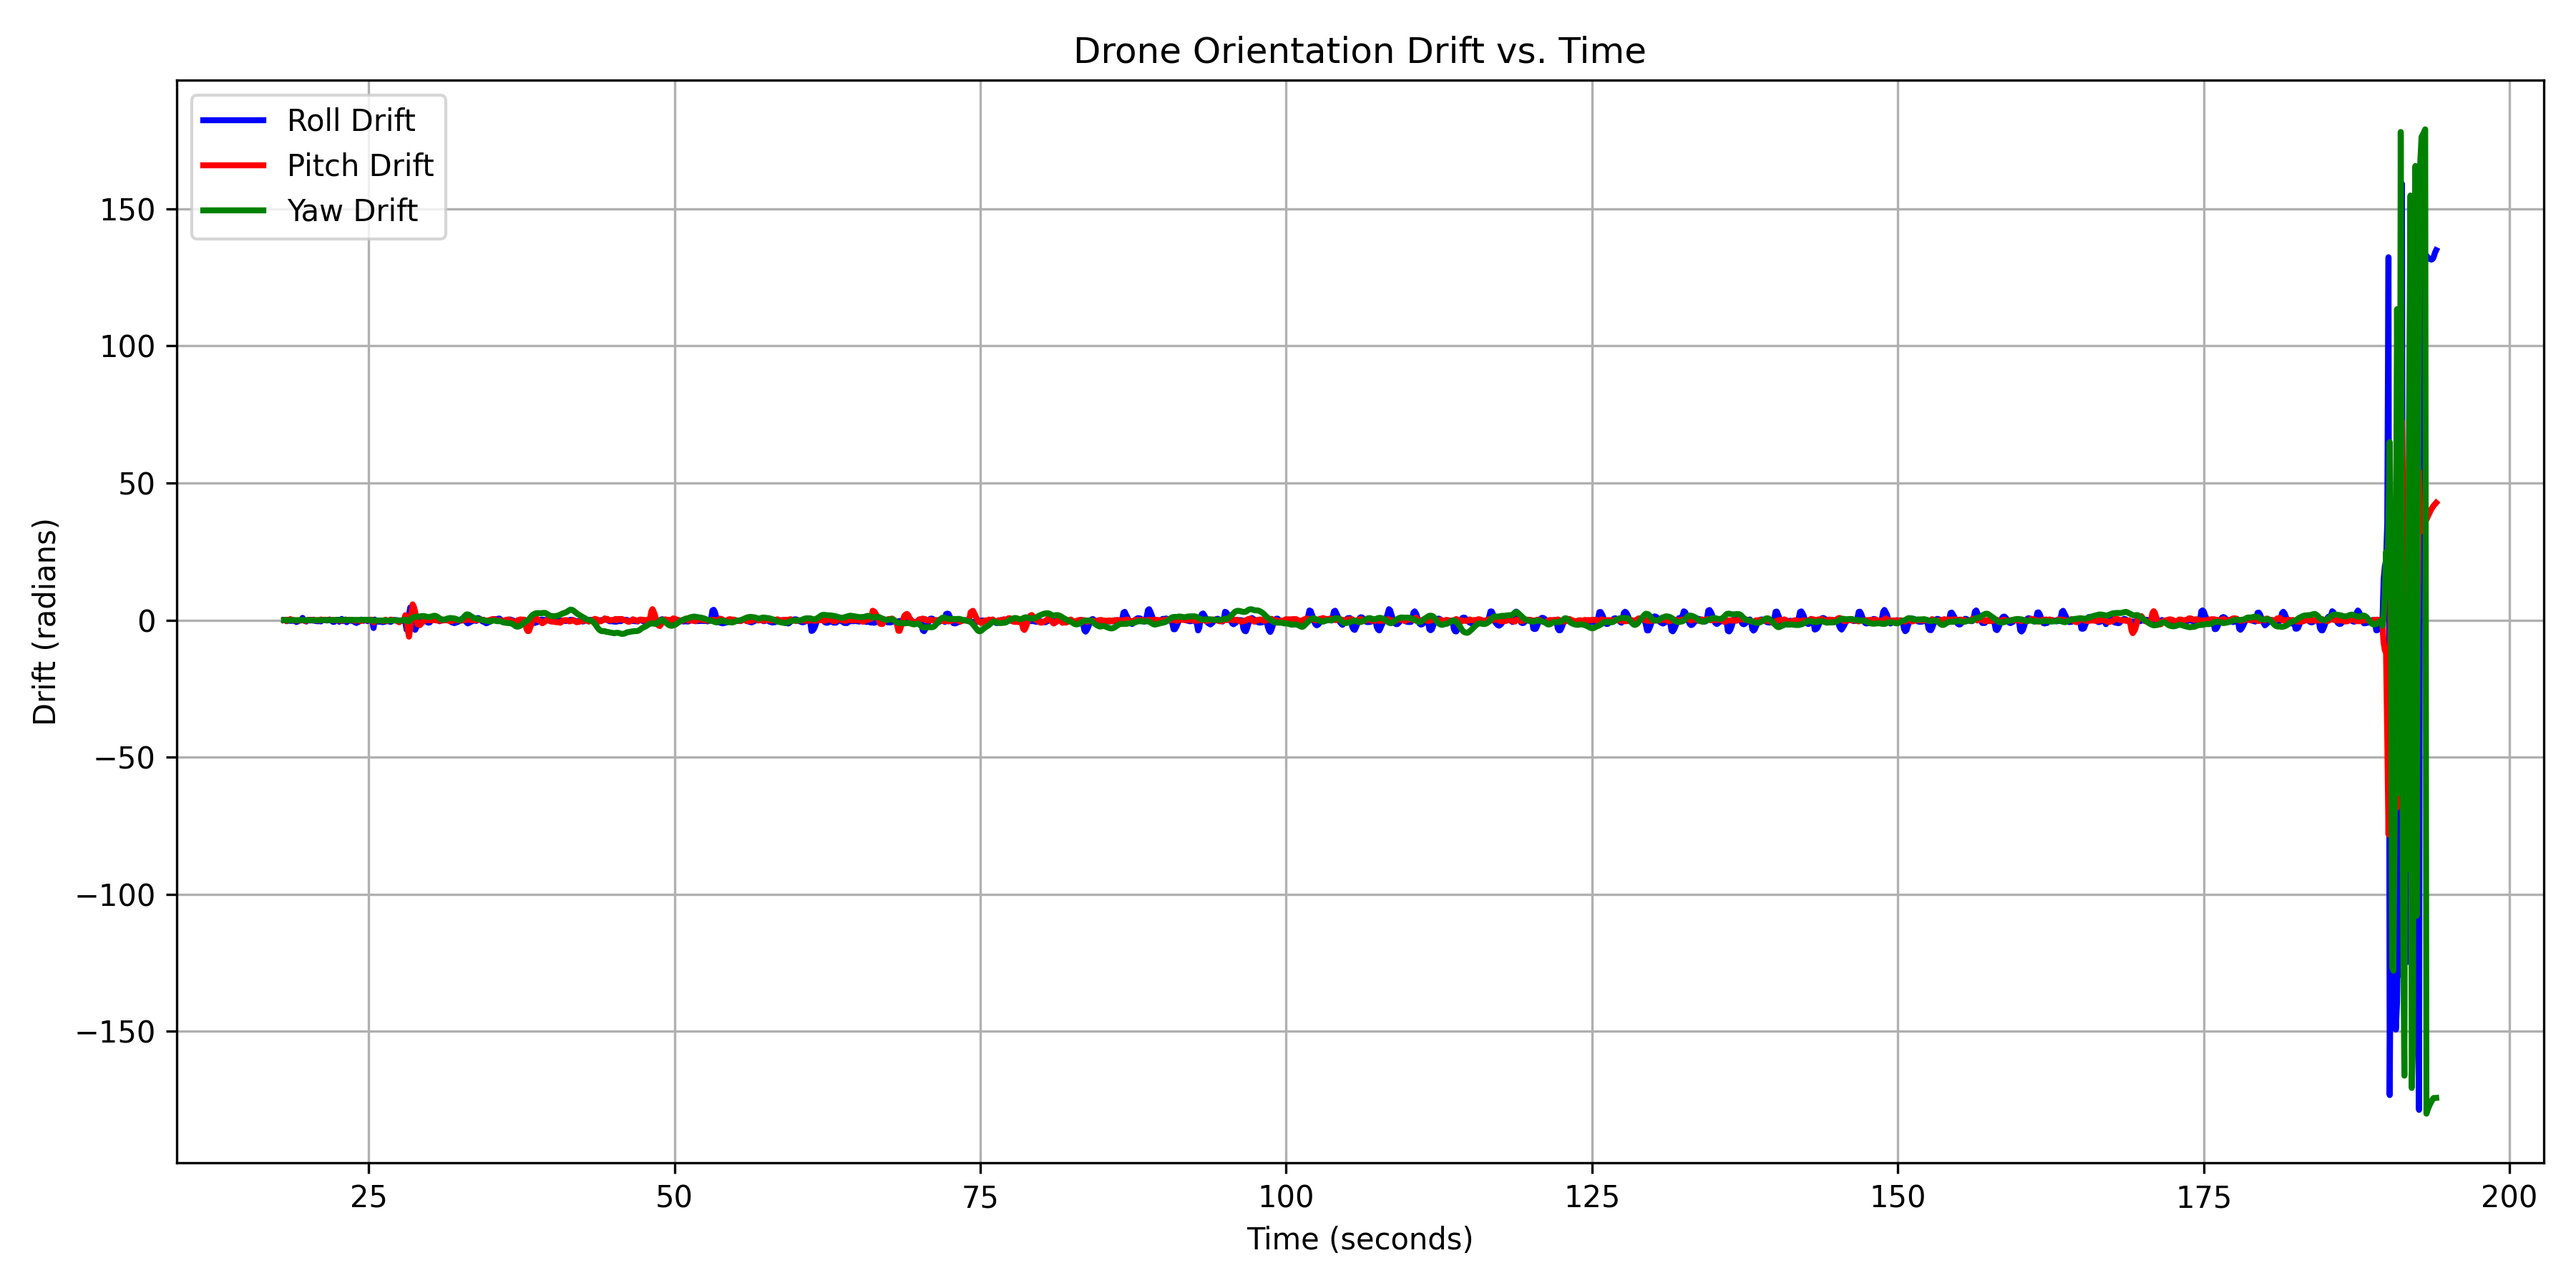 Drone Orientation Drift vs. Time
Roll Drift
Pitch Drift
Yaw Drift
Drift (radians)
150
100
50
0
−50
−100
−150
25 50 75 100 125 150 175 200
Time (seconds)